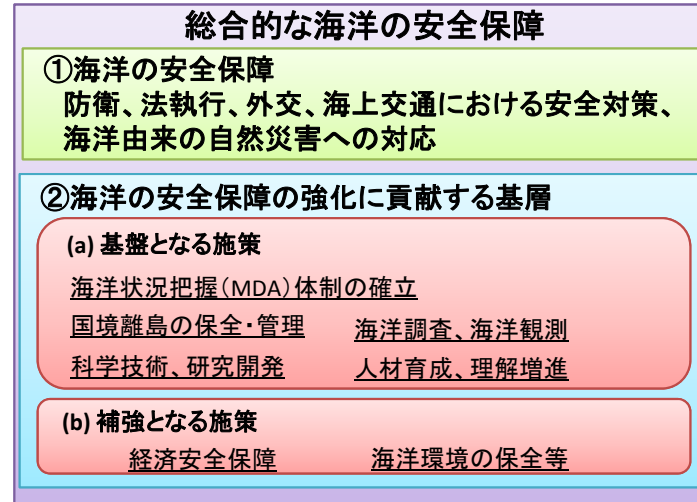 総合的な海洋の安全保障
①海洋の安全保障
防衛、法執行、外交、海上交通における安全対策、
海洋由来の自然災害への対応
②海洋の安全保障の強化に貢献する基層
(a) 基盤となる施策
海洋状況把握（MDA）体制の確立
国境離島の保全・管理 海洋調査、海洋観測
科学技術、研究開発 人材育成、理解増進
(b) 補強となる施策
経済安全保障 海洋環境の保全等